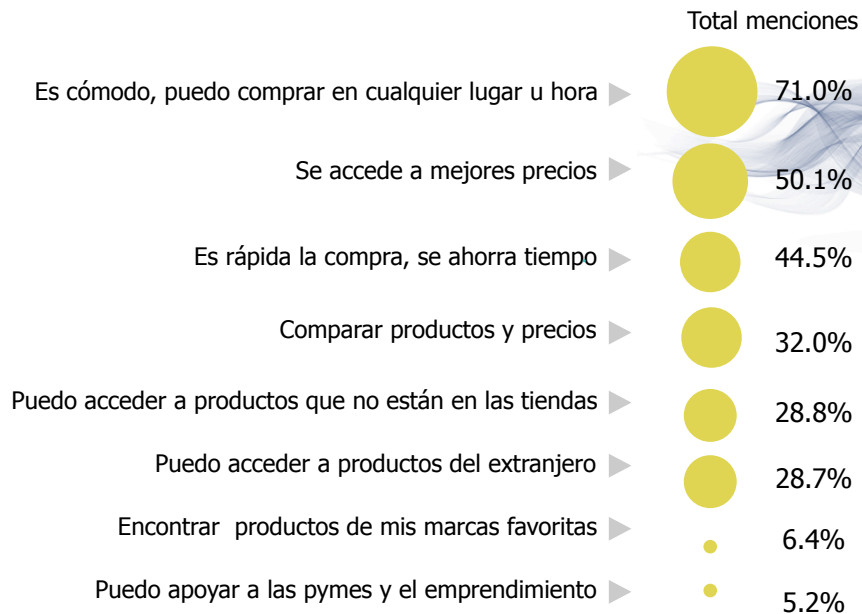 Total menciones
Es cómodo, puedo comprar en cualquier lugar u hora 71.0%
Se accede a mejores precios 50.1%
Es rápida la compra, se ahorra tiempo 44.5%
Comparar productos y precios 32.0%
Puedo acceder a productos que no están en las tiendas 28.8%
Puedo acceder a productos del extranjero 28.7%
Encontrar productos de mis marcas favoritas 6.4%
Puedo apoyar a las pymes y el emprendimiento 5.2%